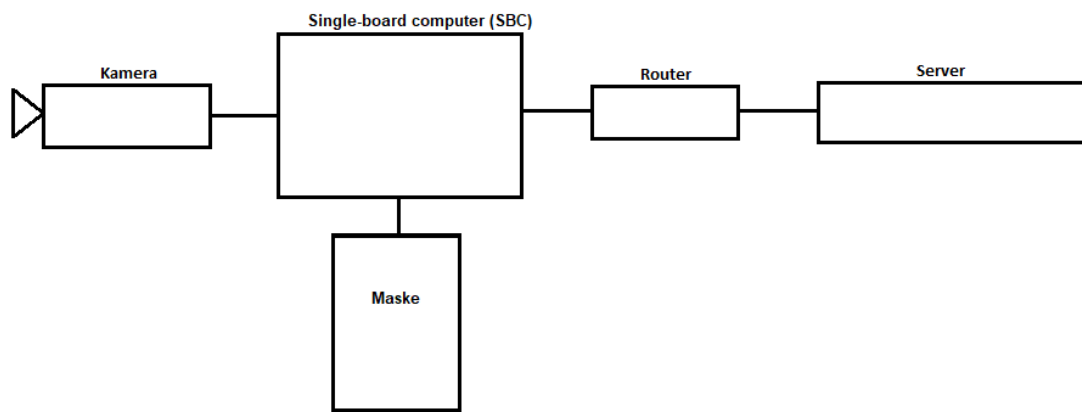 Single-board computer (SBC)
Kamera
Router
Server
Maske